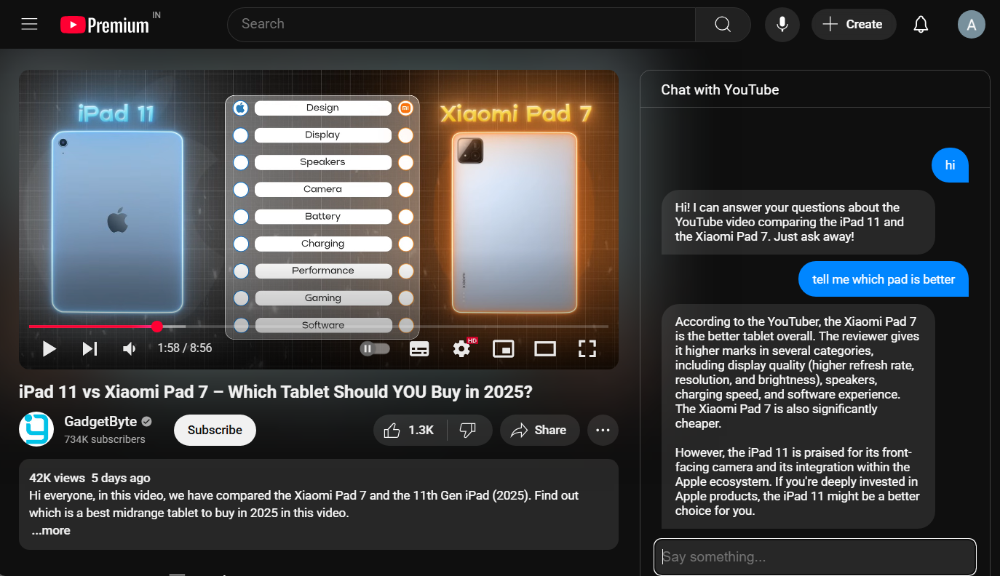 Premium IN
Search
Create
A
iPad 11
Xiaomi Pad 7
Design
Display
Speakers
Camera
Battery
Charging
Performance
Gaming
Software
1:58 / 8:56
HD
iPad 11 vs Xiaomi Pad 7 – Which Tablet Should YOU Buy in 2025?
GadgetByte
734K subscribers
Subscribe
1.3K
Share
42K views 5 days ago
Hi everyone, in this video, we have compared the Xiaomi Pad 7 and the 11th Gen iPad (2025). Find out
which is a best midrange tablet to buy in 2025 in this video.
...more
Chat with YouTube
hi
Hi! I can answer your questions about the
YouTube video comparing the iPad 11 and
the Xiaomi Pad 7. Just ask away!
tell me which pad is better
According to the YouTuber, the Xiaomi Pad 7
is the better tablet overall. The reviewer gives
it higher marks in several categories,
including display quality (higher refresh rate,
resolution, and brightness), speakers,
charging speed, and software experience.
The Xiaomi Pad 7 is also significantly
cheaper.
However, the iPad 11 is praised for its front-
facing camera and its integration within the
Apple ecosystem. If you're deeply invested in
Apple products, the iPad 11 might be a better
choice for you.
Say something...